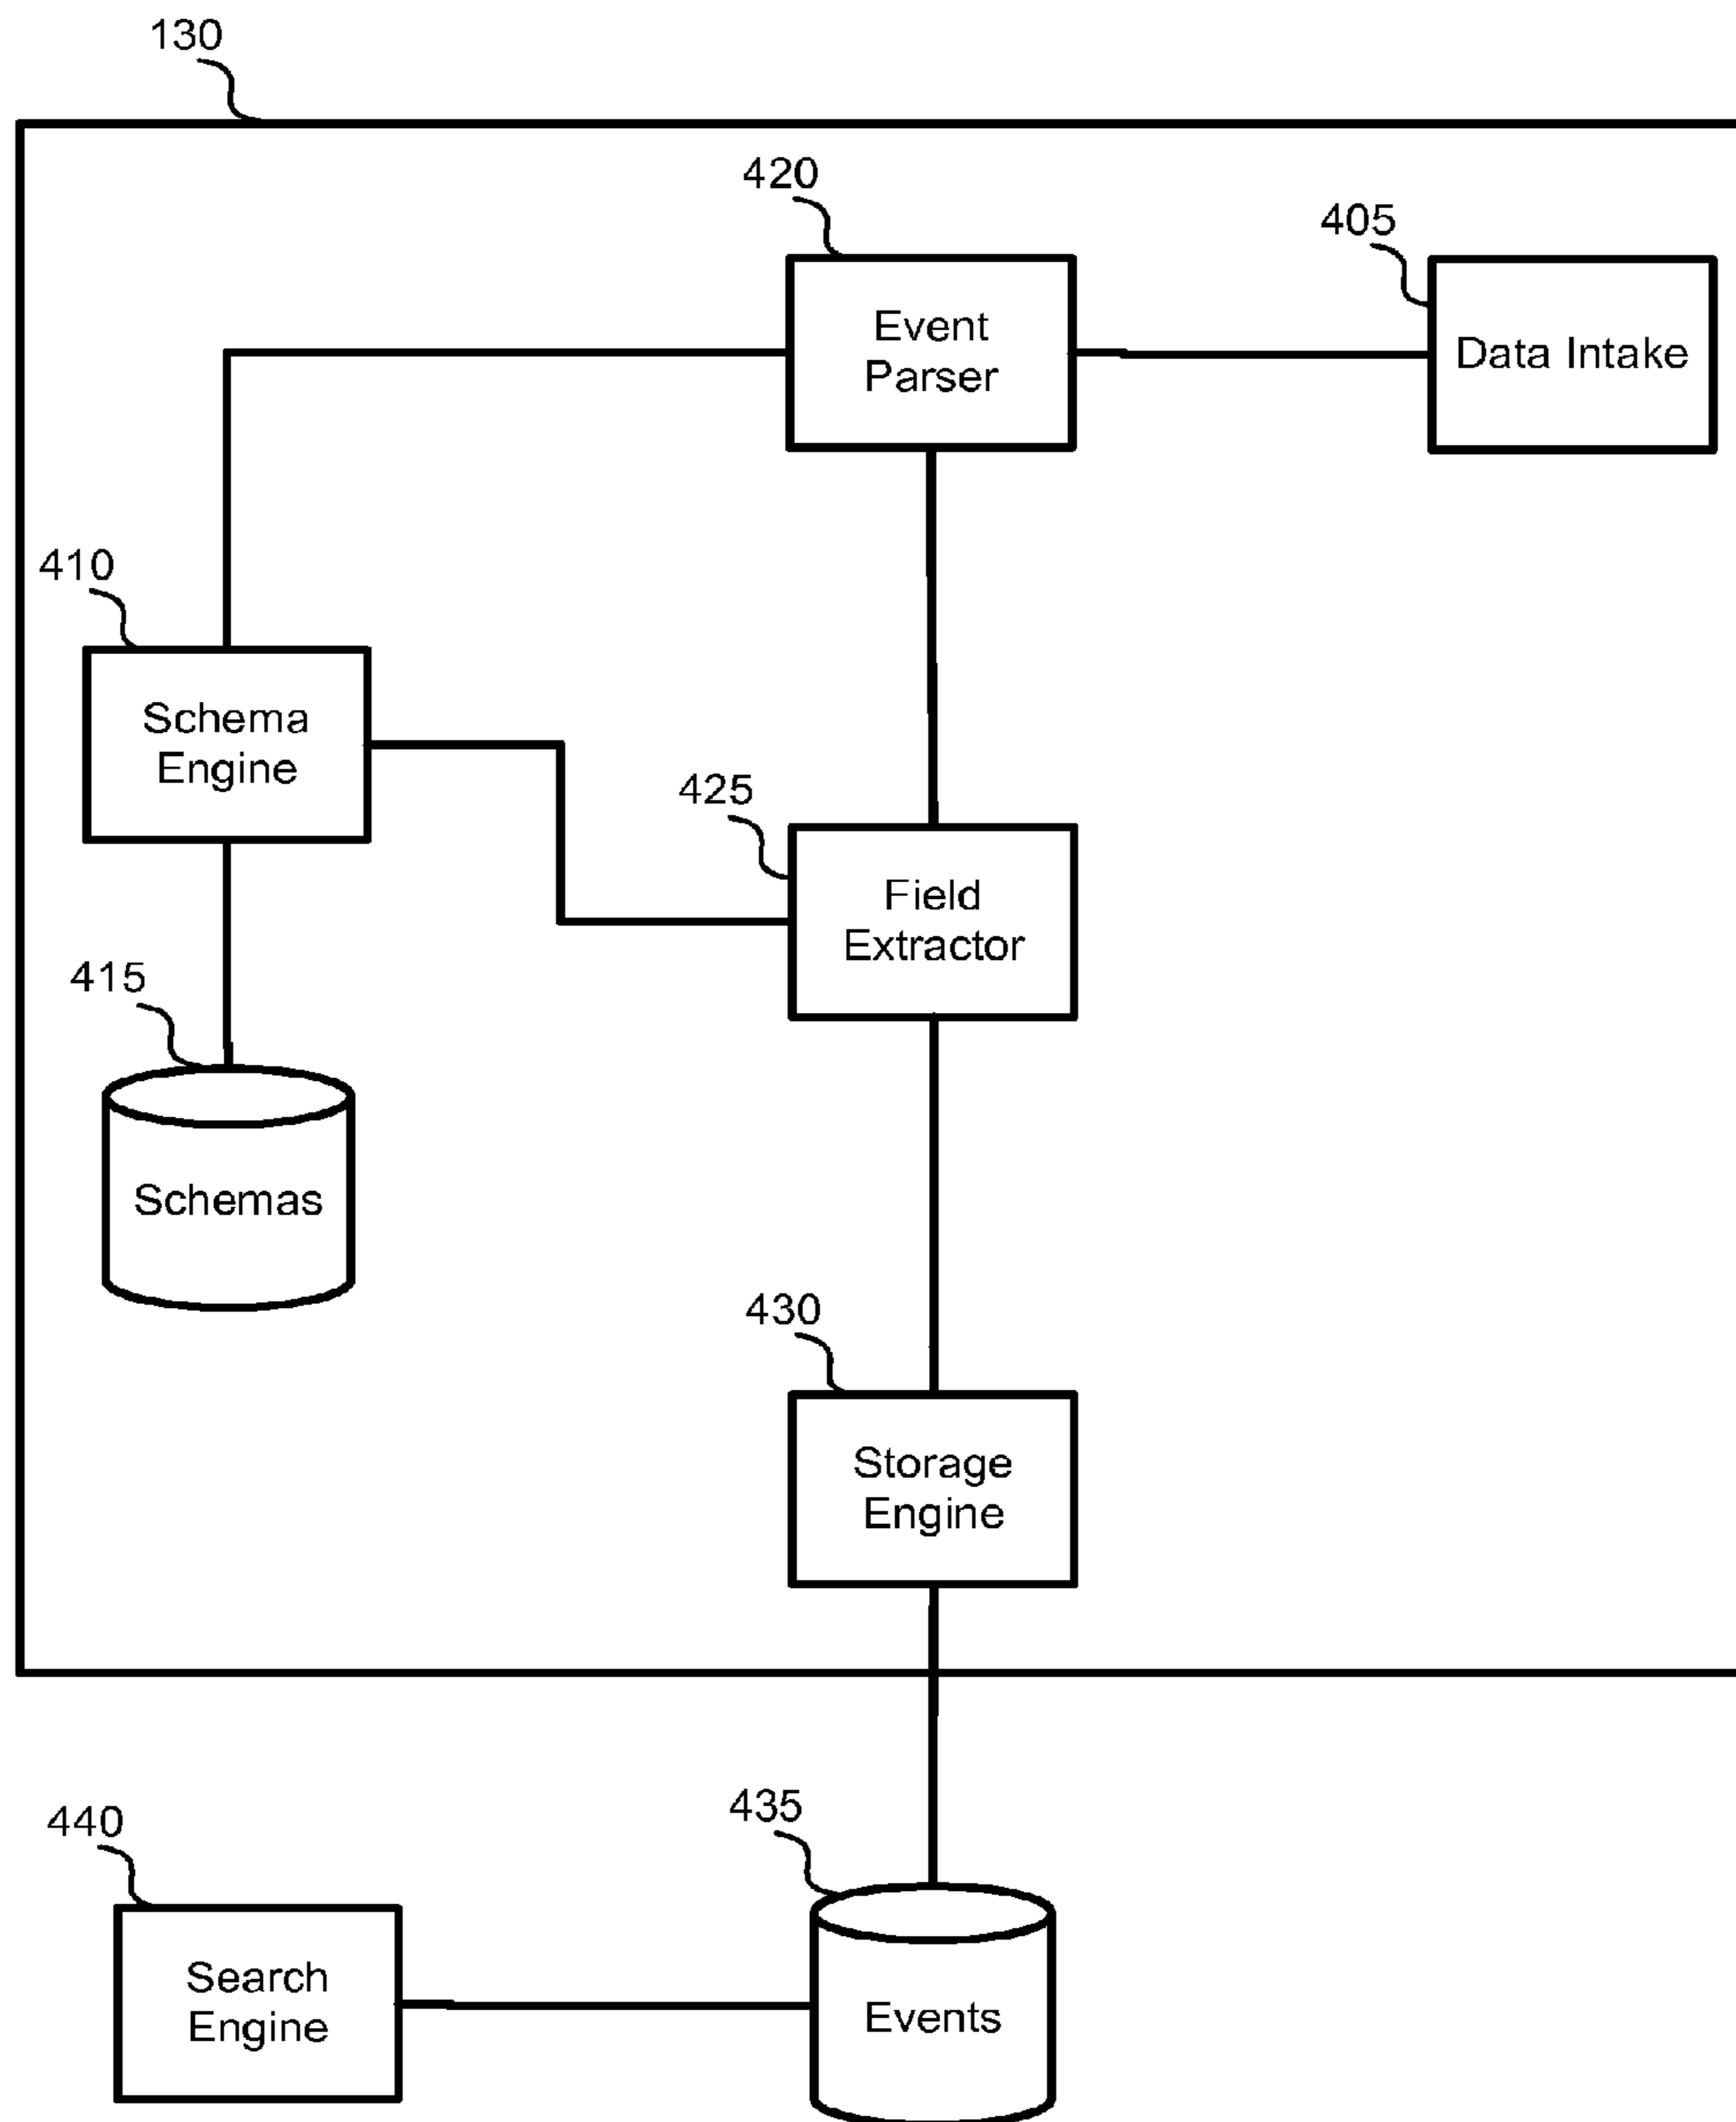 130
420
405
Event
Parser
Data Intake
410
Schema
Engine
425
Field
Extractor
415
Schemas
430
Storage
Engine
440
435
Search
Engine
Events